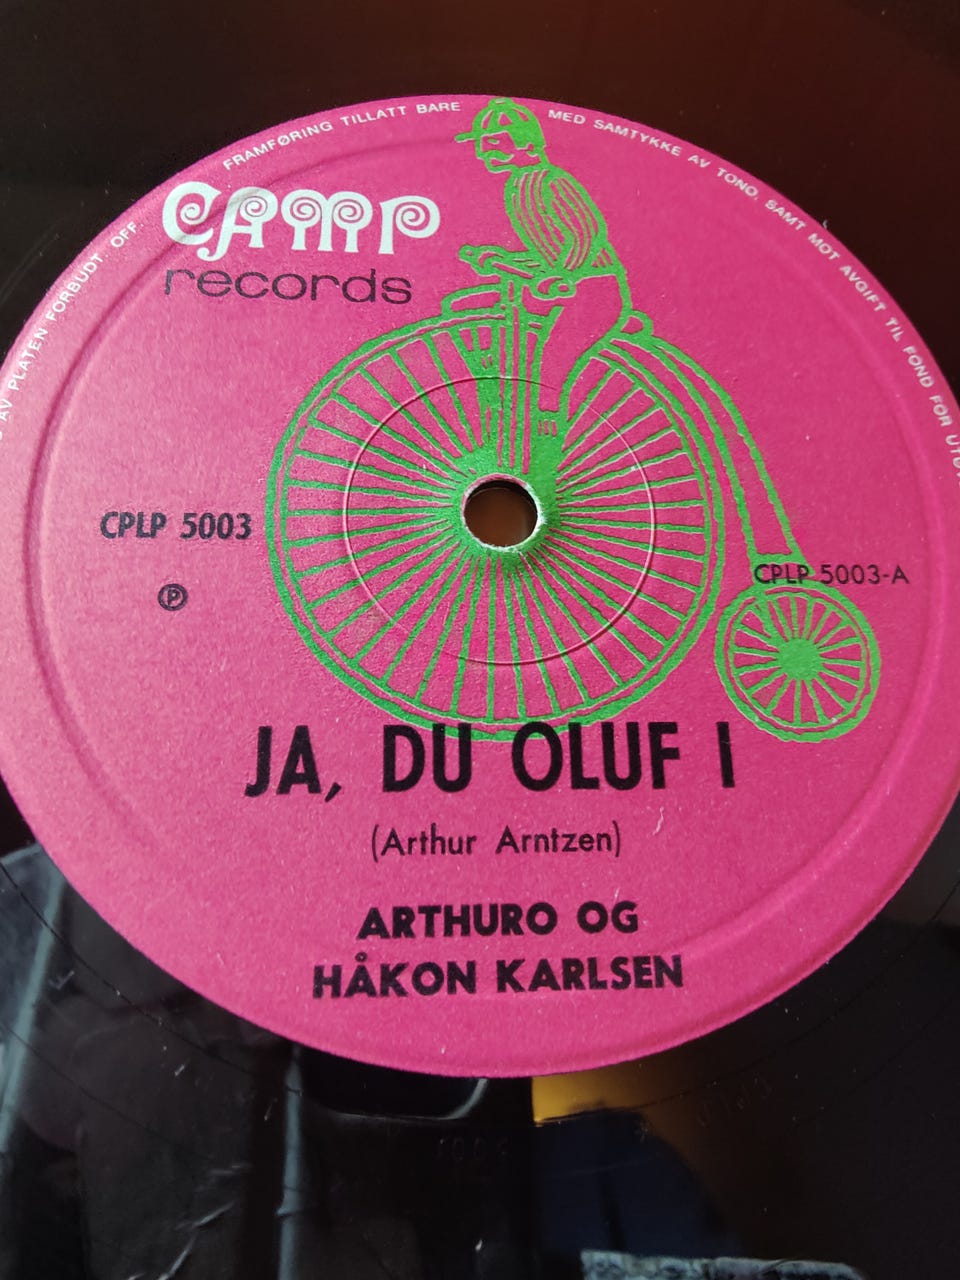 AV PLATEN FORBUDT. OFF. FRAMFØRING TILLATT BARE MED SAMTYKKE AV TONO, SAMT MOT AVGIFT TIL FOND FOR
CAMP
records
CPLP 5003
Ⓟ
CPLP 5003-A
JA, DU OLUF I
(Arthur Arntzen)
ARTHURO OG
HÅKON KARLSEN